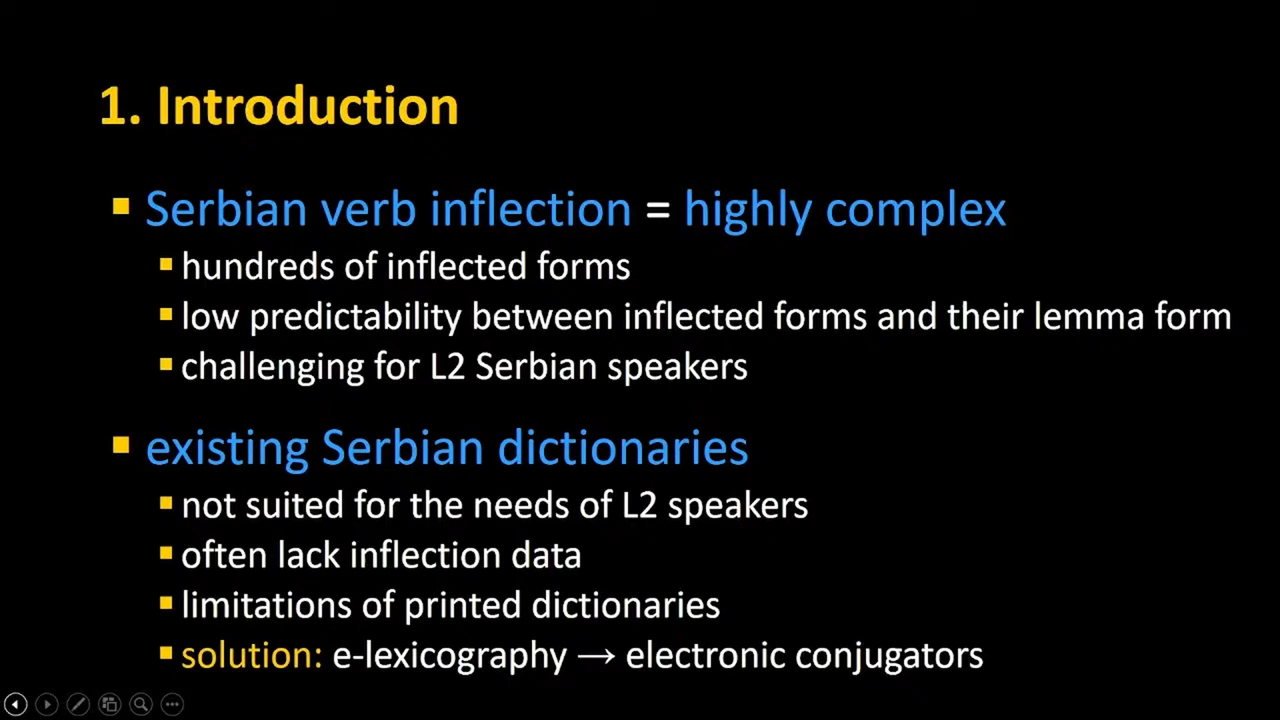 1. Introduction
▪ Serbian verb inflection = highly complex
▪ hundreds of inflected forms
▪ low predictability between inflected forms and their lemma form
▪ challenging for L2 Serbian speakers
▪ existing Serbian dictionaries
▪ not suited for the needs of L2 speakers
▪ often lack inflection data
▪ limitations of printed dictionaries
▪ solution: e-lexicography → electronic conjugators